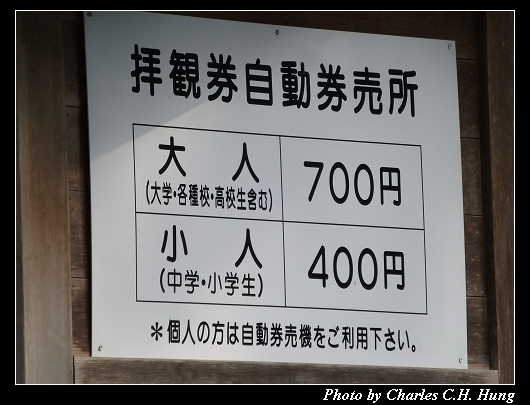 拝観券自動券売所
大 人 700円
(大学・各種校・高校生含む)
小 人 400円
(中学・小学生)
＊個人の方は自動券売機をご利用下さい。
Photo by Charles C.H. Hung